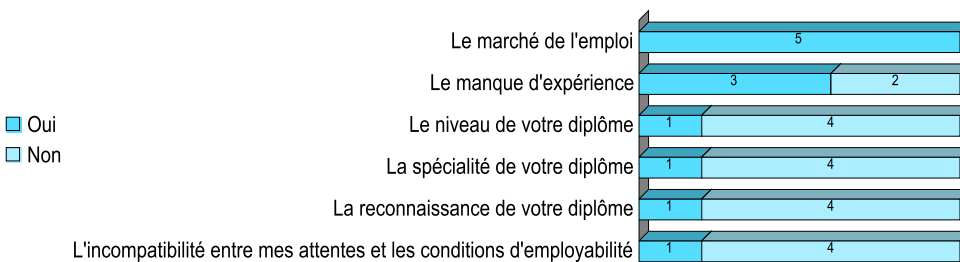 Le marché de l'emploi
5
Le manque d'expérience
3
2
Oui
Le niveau de votre diplôme
1
4
Non
La spécialité de votre diplôme
1
4
La reconnaissance de votre diplôme
1
4
L'incompatibilité entre mes attentes et les conditions d'employabilité
1
4